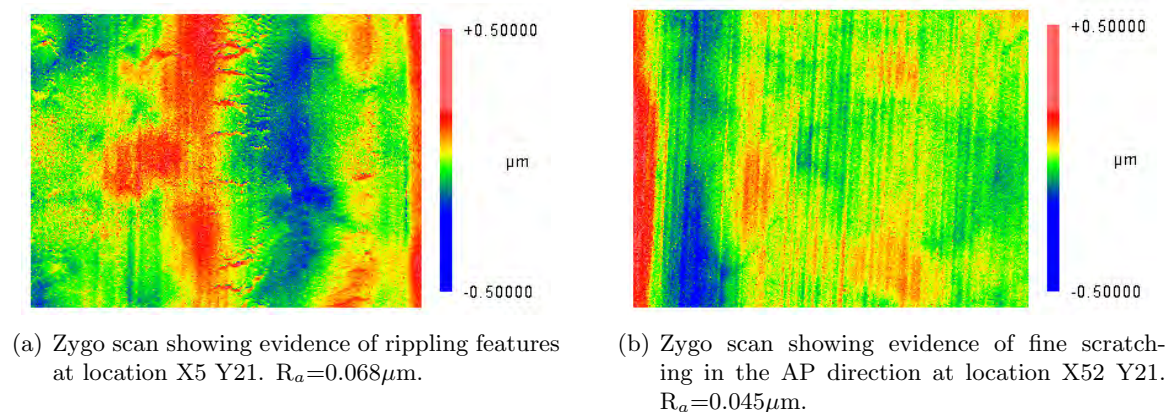 +0.50000
µm
-0.50000
+0.50000
µm
-0.50000
(a) Zygo scan showing evidence of rippling features
at location X5 Y21. Rₐ=0.068µm.
(b) Zygo scan showing evidence of fine scratch-
ing in the AP direction at location X52 Y21.
Rₐ=0.045µm.